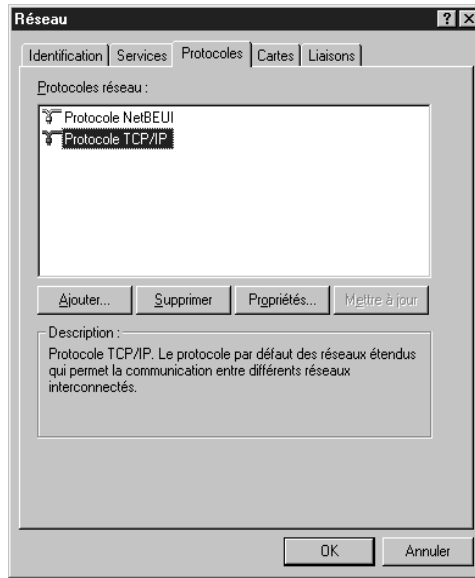 Réseau
Identification Services Protocoles Cartes Liaisons
Protocoles réseau :
Protocole NetBEUI
Protocole TCP/IP
Ajouter... Supprimer Propriétés... Mettre à jour
Description :
Protocole TCP/IP. Le protocole par défaut des réseaux étendus
qui permet la communication entre différents réseaux
interconnectés.
OK Annuler